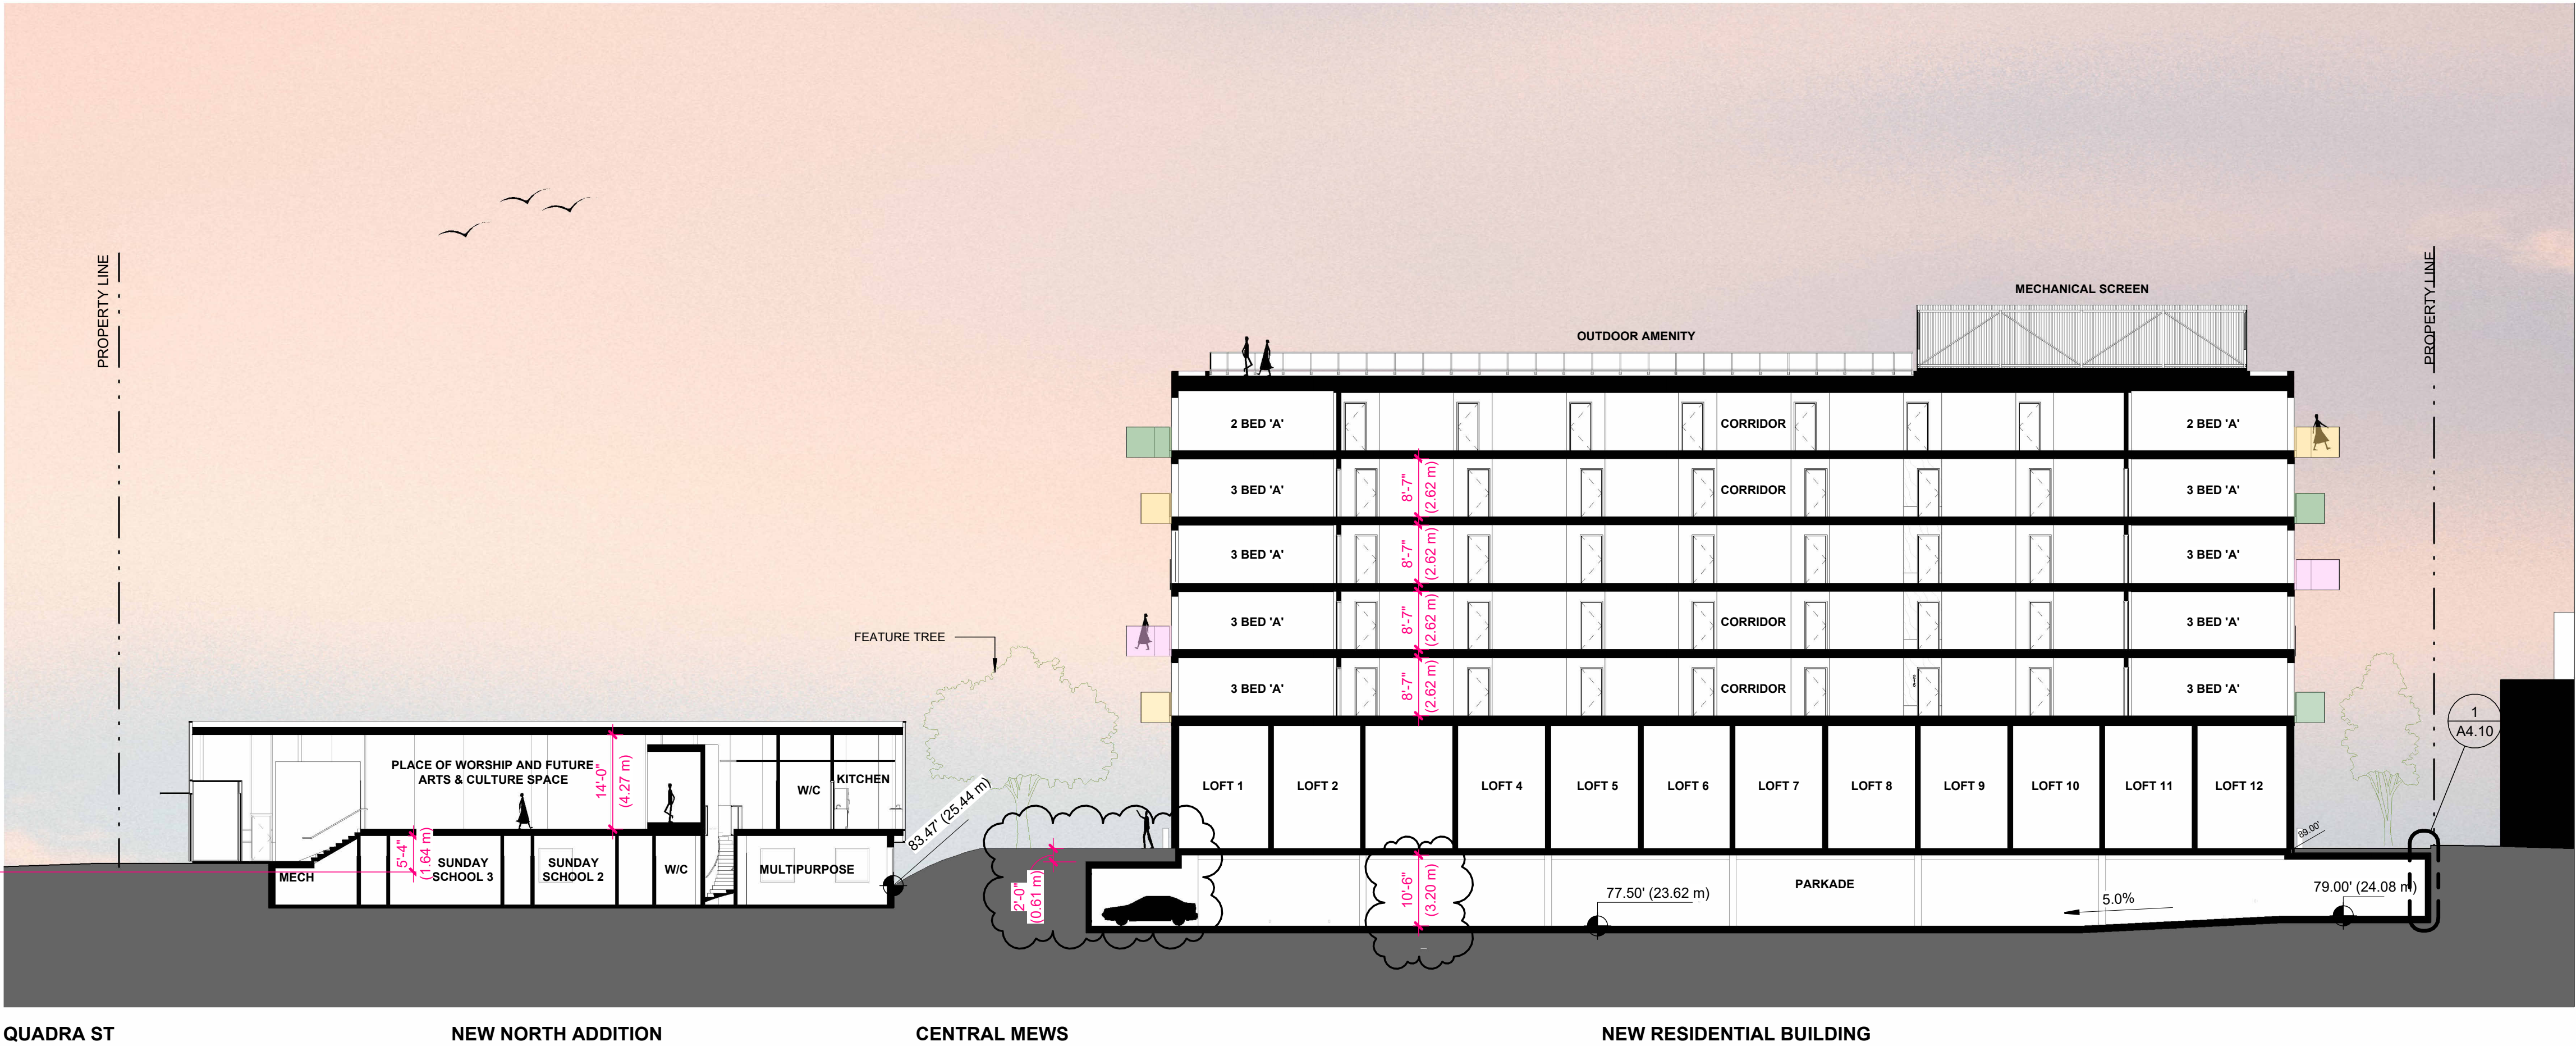 PROPERTY LINE
PROPERTY LINE
MECHANICAL SCREEN
OUTDOOR AMENITY
2 BED 'A'
CORRIDOR
2 BED 'A'
3 BED 'A'
8'-7"
(2.62 m)
CORRIDOR
3 BED 'A'
3 BED 'A'
8'-7"
(2.62 m)
CORRIDOR
3 BED 'A'
3 BED 'A'
8'-7"
(2.62 m)
CORRIDOR
3 BED 'A'
3 BED 'A'
8'-7"
(2.62 m)
CORRIDOR
3 BED 'A'
FEATURE TREE
1
A4.10
PLACE OF WORSHIP AND FUTURE
ARTS & CULTURE SPACE
14'-0"
(4.27 m)
W/C
KITCHEN
83.47' (25.44 m)
LOFT 1
LOFT 2
LOFT 4
LOFT 5
LOFT 6
LOFT 7
LOFT 8
LOFT 9
LOFT 10
LOFT 11
LOFT 12
89.00'
MECH
5'-4"
(1.64 m)
SUNDAY
SCHOOL 3
SUNDAY
SCHOOL 2
W/C
MULTIPURPOSE
2'-0"
(0.61 m)
10'-6"
(3.20 m)
77.50' (23.62 m)
PARKADE
5.0%
79.00' (24.08 m)
QUADRA ST
NEW NORTH ADDITION
CENTRAL MEWS
NEW RESIDENTIAL BUILDING